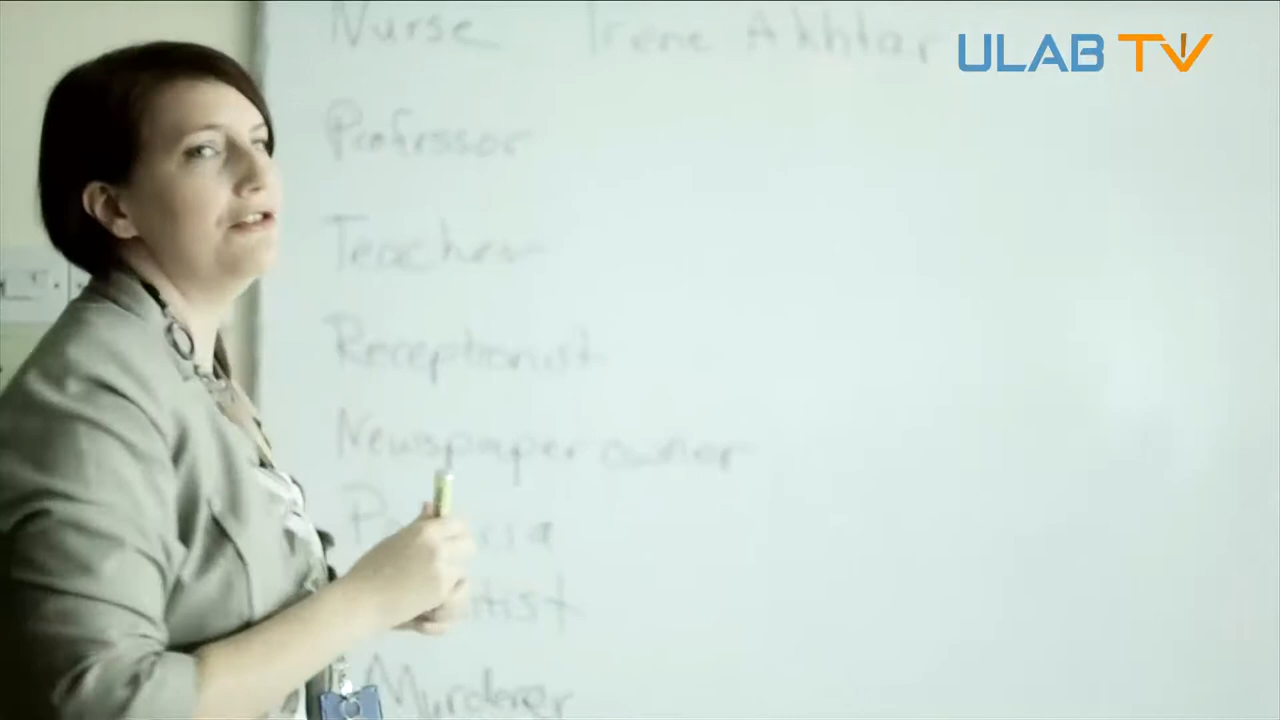 ULAB TV
Nurse Irene Akhtar
Professor
Teacher
Receptionist
Newspaper owner
Murderer